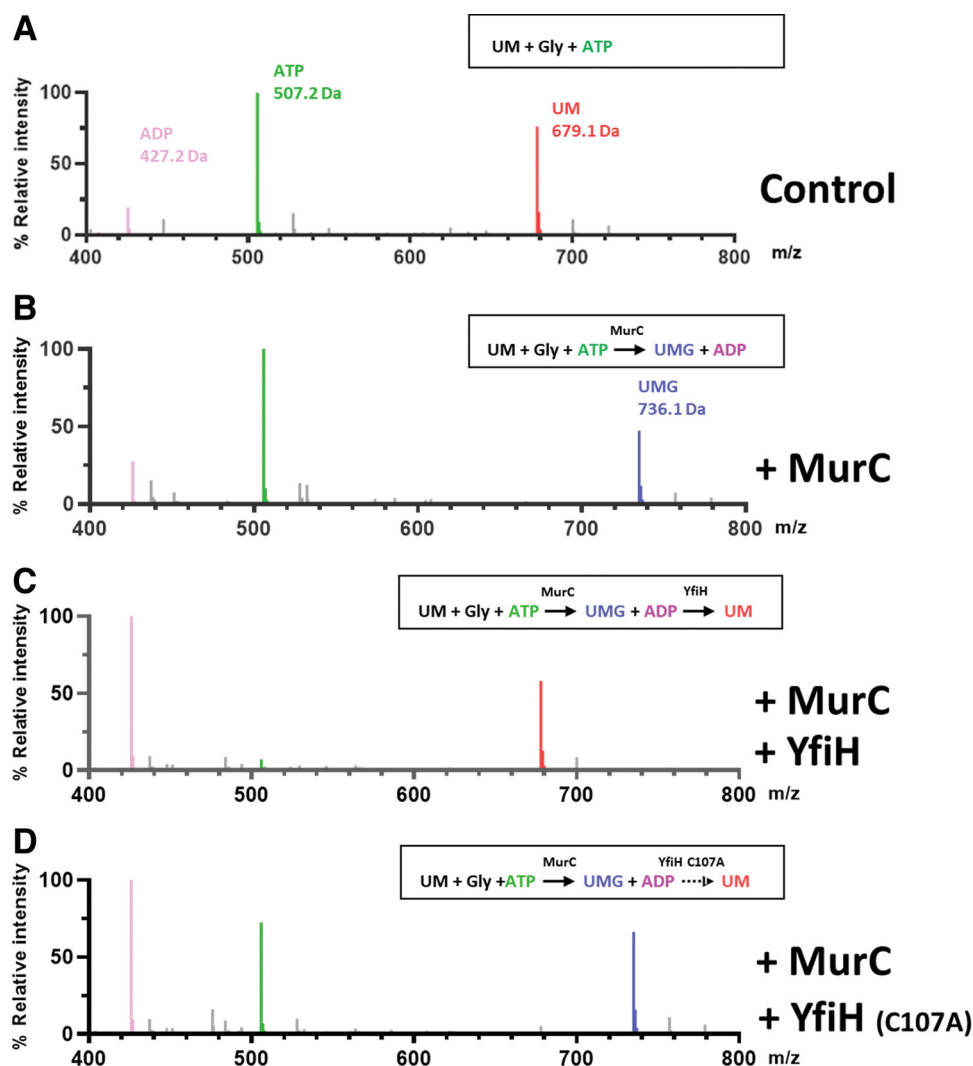 A
UM + Gly + ATP
ATP
507.2 Da
UM
679.1 Da
ADP
427.2 Da
% Relative intensity
100
50
0
400 500 600 700 800 m/z
Control
B
MurC
UM + Gly + ATP → UMG + ADP
UMG
736.1 Da
% Relative intensity
100
50
0
400 500 600 700 800 m/z
+ MurC
C
MurC YfiH
UM + Gly + ATP → UMG + ADP → UM
% Relative intensity
100
50
0
400 500 600 700 800 m/z
+ MurC
+ YfiH
D
MurC YfiH C107A
UM + Gly +ATP → UMG + ADP UM
% Relative intensity
100
50
0
400 500 600 700 800 m/z
+ MurC
+ YfiH (C107A)